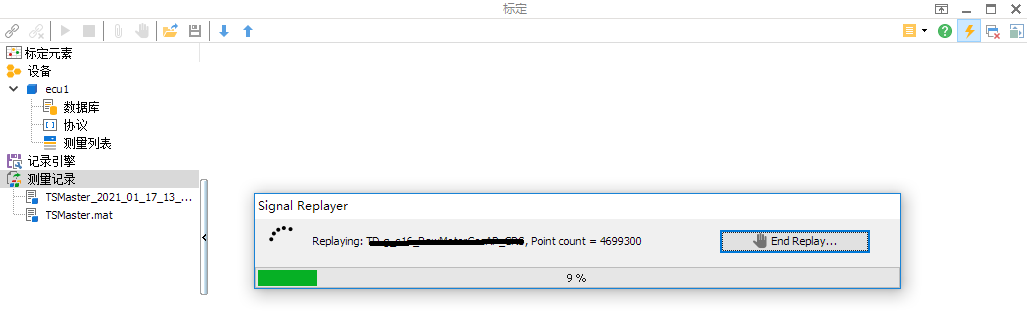 标定
标定元素
设备
ecu1
数据库
协议
测量列表
记录引擎
测量记录
TSMaster_2021_01_17_13_...
TSMaster.mat
Signal Replayer
Replaying: , Point count = 4699300
End Replay...
9 %